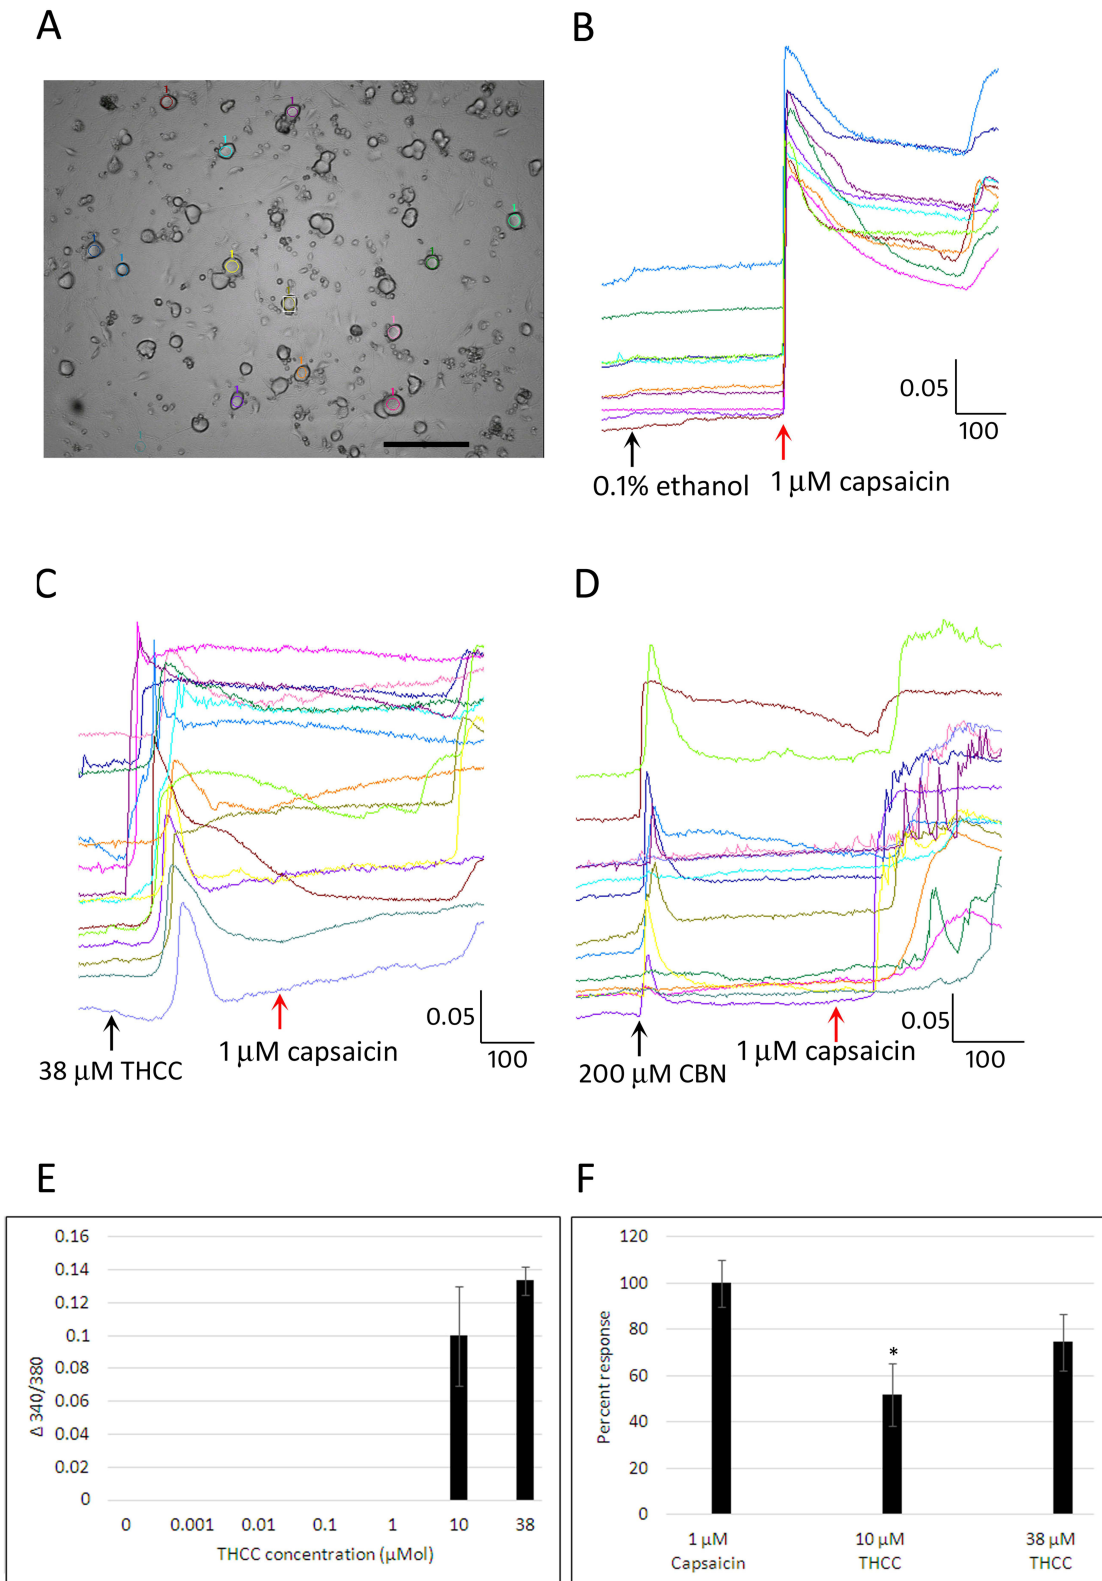 A
B
0.05
100
0.1% ethanol
1 μM capsaicin
C
D
0.05
100
1 μM capsaicin
38 μM THCC
0.05
100
1 μM capsaicin
200 μM CBN
E
F
0.16
0.14
0.12
0.1
0.08
0.06
0.04
0.02
0
Δ 340/380
0 0.001 0.01 0.1 1 10 38
THCC concentration (μMol)
120
100
80
60
40
20
0
Percent response
*
1 μM
Capsaicin
10 μM
THCC
38 μM
THCC